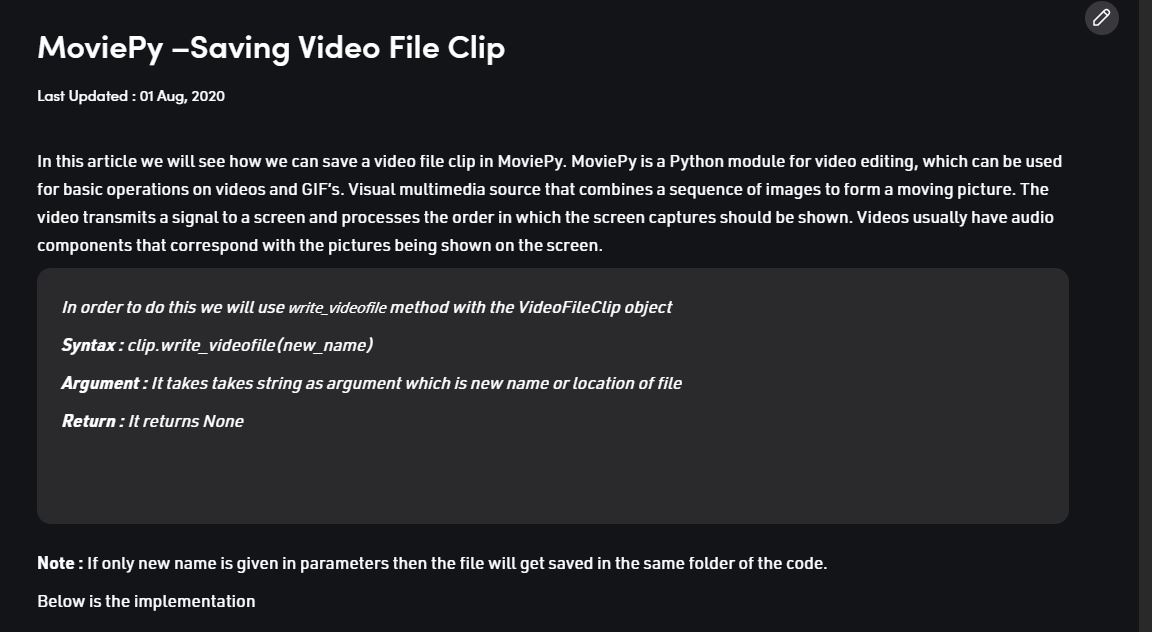 MoviePy –Saving Video File Clip
Last Updated : 01 Aug, 2020
In this article we will see how we can save a video file clip in MoviePy. MoviePy is a Python module for video editing, which can be used
for basic operations on videos and GIF’s. Visual multimedia source that combines a sequence of images to form a moving picture. The
video transmits a signal to a screen and processes the order in which the screen captures should be shown. Videos usually have audio
components that correspond with the pictures being shown on the screen.
In order to do this we will use write_videofile method with the VideoFileClip object
Syntax : clip.write_videofile(new_name)
Argument : It takes takes string as argument which is new name or location of file
Return : It returns None
Note : If only new name is given in parameters then the file will get saved in the same folder of the code.
Below is the implementation